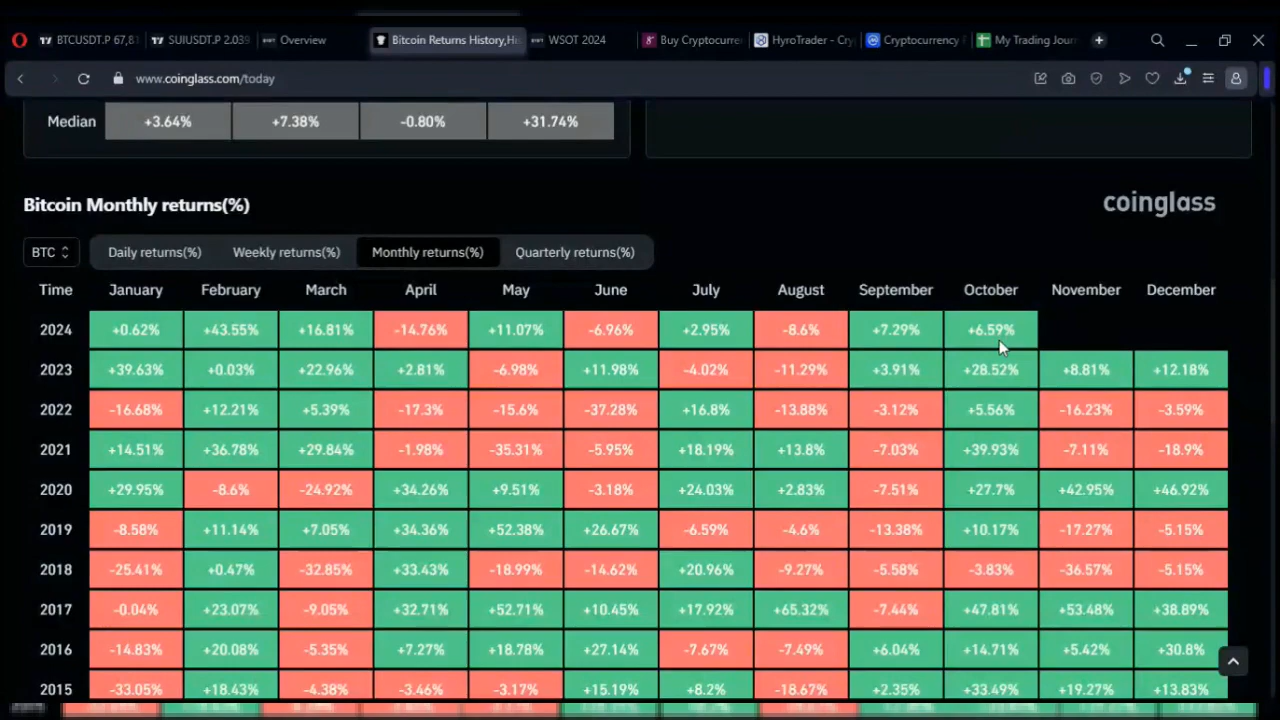 BTCUSDT.P 67,8
SUIUSDT.P 2.039
Overview
Bitcoin Returns History,
WSOT 2024
Buy Cryptocurre
HyroTrader - Cry
Cryptocurrency
My Trading Jour
www.coinglass.com/today
Median +3.64% +7.38% -0.80% +31.74%
Bitcoin Monthly returns(%)
coinglass
BTC Daily returns(%) Weekly returns(%) Monthly returns(%) Quarterly returns(%)
Time January February March April May June July August September October November December
2024 +0.62% +43.55% +16.81% -14.76% +11.07% -6.96% +2.95% -8.6% +7.29% +6.59%
2023 +39.63% +0.03% +22.96% +2.81% -6.98% +11.98% -4.02% -11.29% +3.91% +28.52% +8.81% +12.18%
2022 -16.68% +12.21% +5.39% -17.3% -15.6% -37.28% +16.8% -13.88% -3.12% +5.56% -16.23% -3.59%
2021 +14.51% +36.78% +29.84% -1.98% -35.31% -5.95% +18.19% +13.8% -7.03% +39.93% -7.11% -18.9%
2020 +29.95% -8.6% -24.92% +34.26% +9.51% -3.18% +24.03% +2.83% -7.51% +27.7% +42.95% +46.92%
2019 -8.58% +11.14% +7.05% +34.36% +52.38% +26.67% -6.59% -4.6% -13.38% +10.17% -17.27% -5.15%
2018 -25.41% +0.47% -32.85% +33.43% -18.99% -14.62% +20.96% -9.27% -5.58% -3.83% -36.57% -5.15%
2017 -0.04% +23.07% -9.05% +32.71% +52.71% +10.45% +17.92% +65.32% -7.44% +47.81% +53.48% +38.89%
2016 -14.83% +20.08% -5.35% +7.27% +18.78% +27.14% -7.67% -7.49% +6.04% +14.71% +5.42% +30.8%
2015 -33.05% +18.43% -4.38% -3.46% -3.17% +15.19% +8.2% -18.67% +2.35% +33.49% +19.27% +13.83%